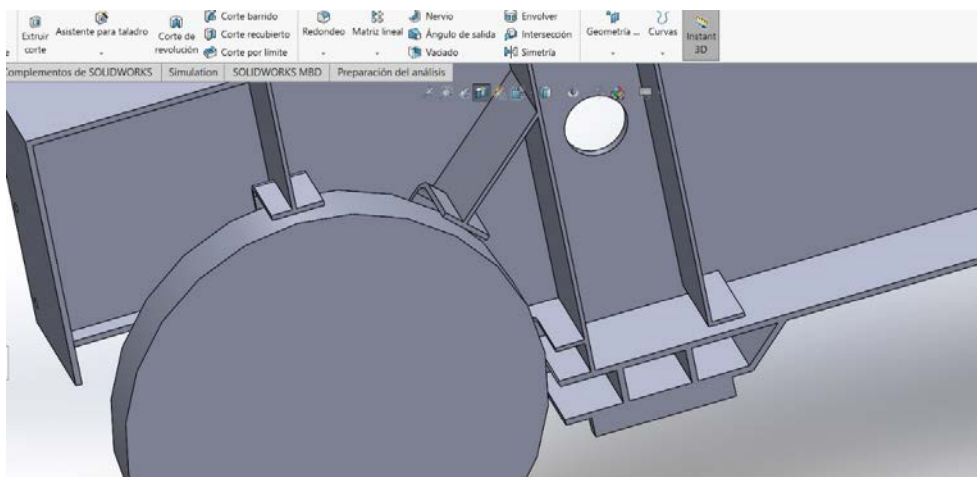 Extruir corte
Asistente para taladro
Corte de revolución
Corte barrido
Corte recubierto
Corte por límite
Redondeo
Matriz lineal
Nervio
Ángulo de salida
Vaciado
Envolver
Intersección
Simetría
Geometría ...
Curvas
Instant 3D
Complementos de SOLIDWORKS
Simulation
SOLIDWORKS MBD
Preparación del análisis